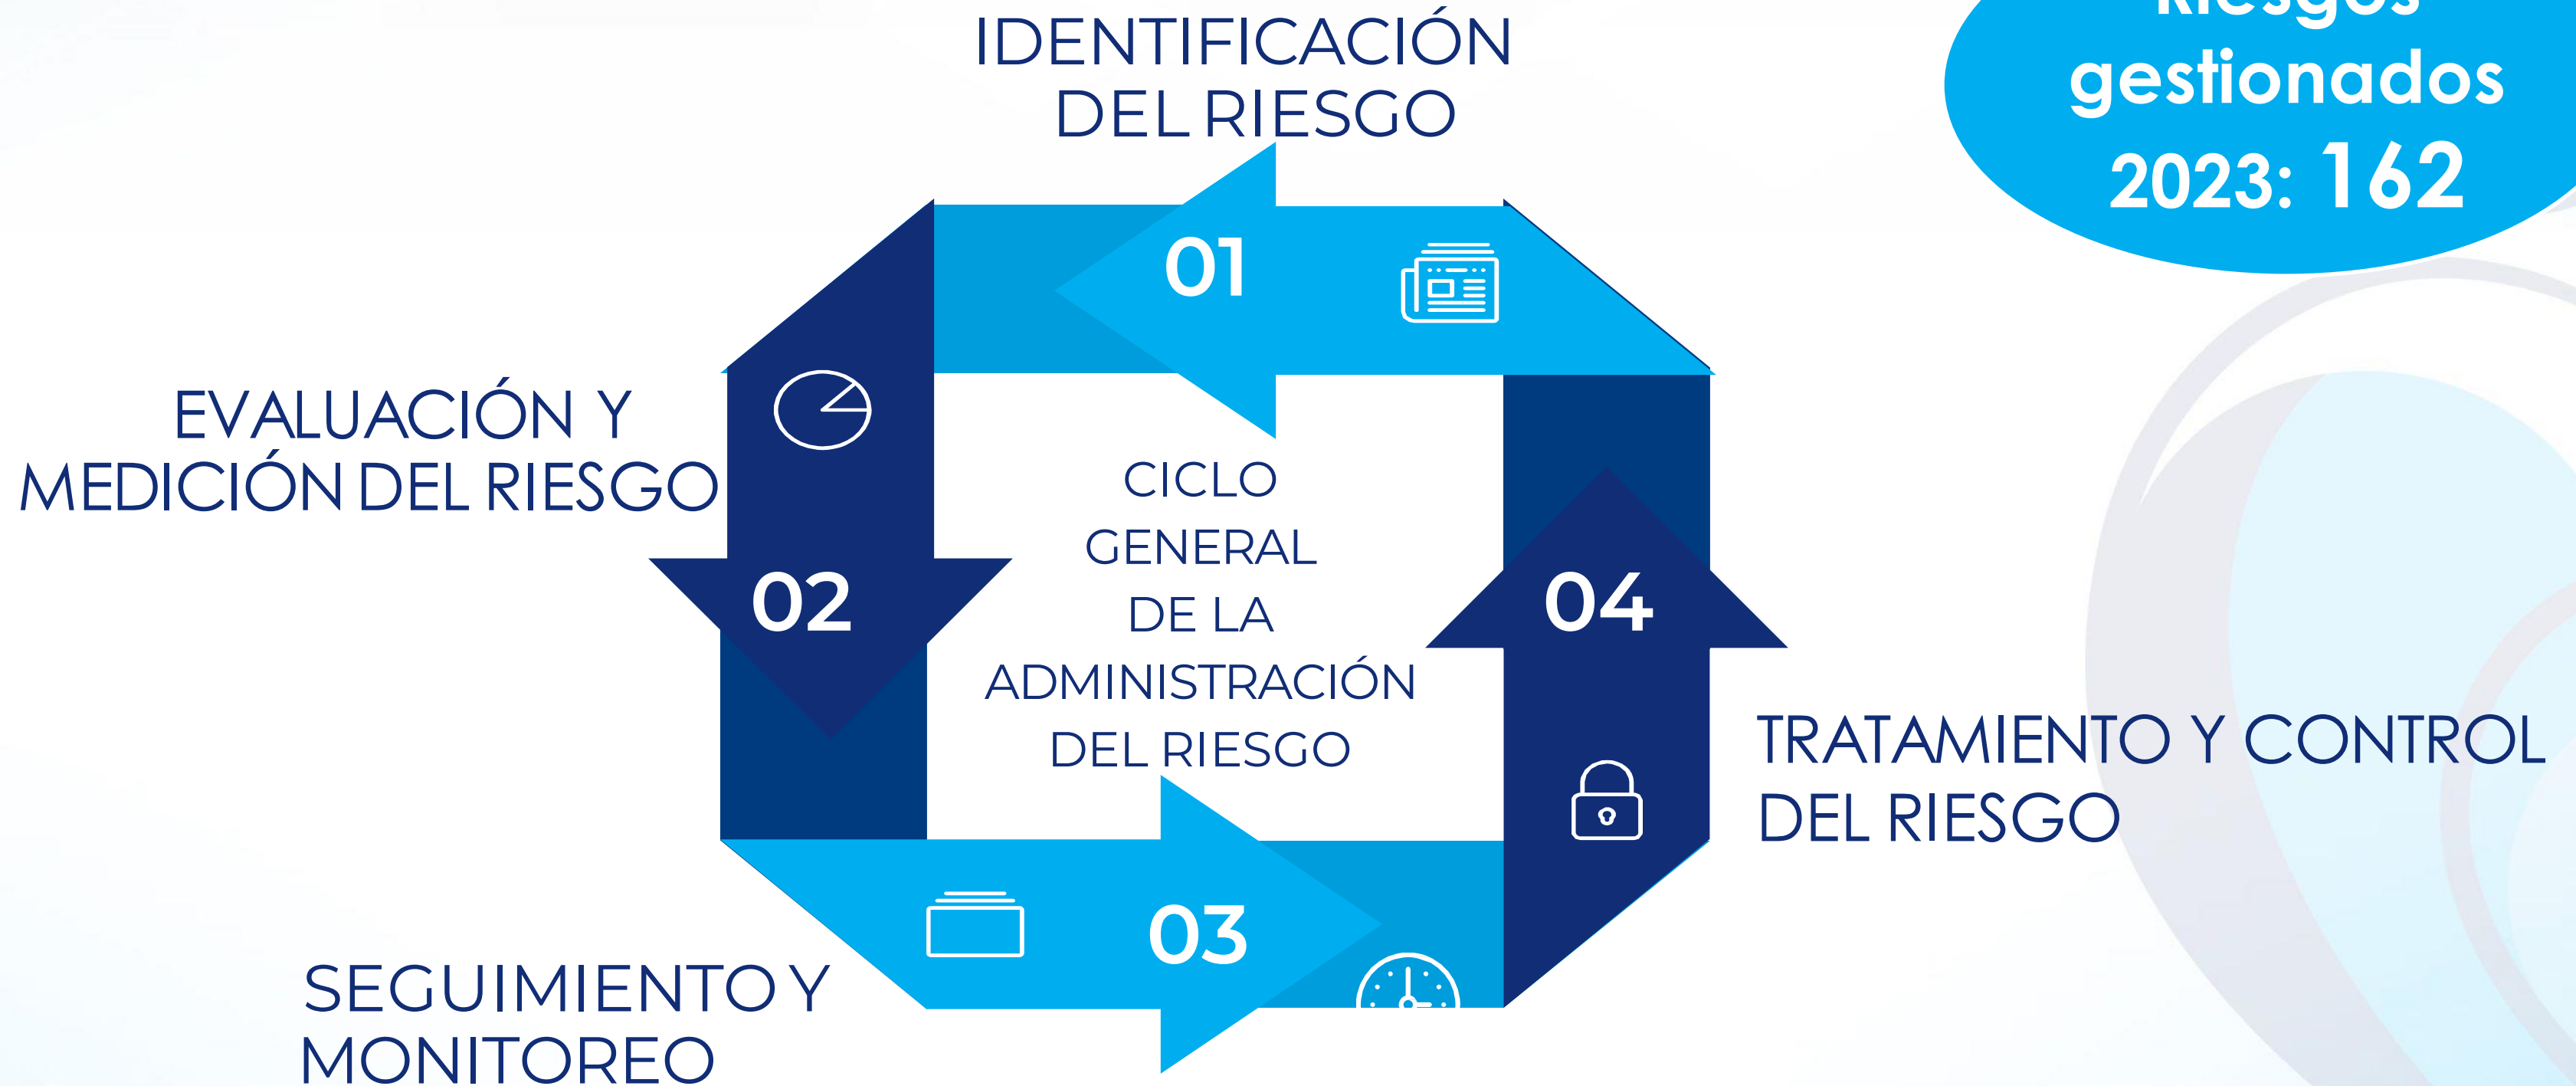 IDENTIFICACIÓN
DEL RIESGO
Riesgos
gestionados
2023: 162
01
EVALUACIÓN Y
MEDICIÓN DEL RIESGO
02
CICLO
GENERAL
DE LA
ADMINISTRACIÓN
DEL RIESGO
04
TRATAMIENTO Y CONTROL
DEL RIESGO
03
SEGUIMIENTO Y
MONITOREO